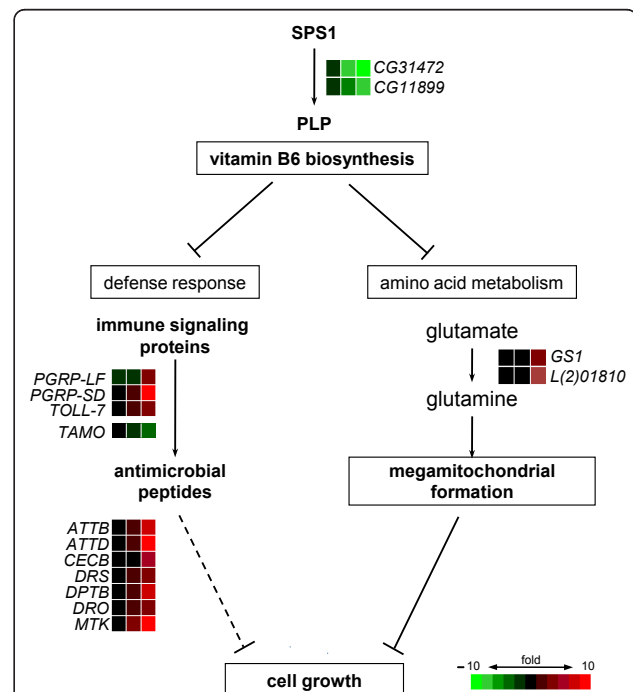 SPS1
CG31472
CG11899
PLP
vitamin B6 biosynthesis
defense response
amino acid metabolism
immune signaling
proteins
PGRP-LF
PGRP-SD
TOLL-7
TAMO
antimicrobial
peptides
ATTB
ATTD
CECB
DRS
DPTB
DRO
MTK
glutamate
GS1
L(2)01810
glutamine
megamitochondrial
formation
cell growth
–10 fold 10